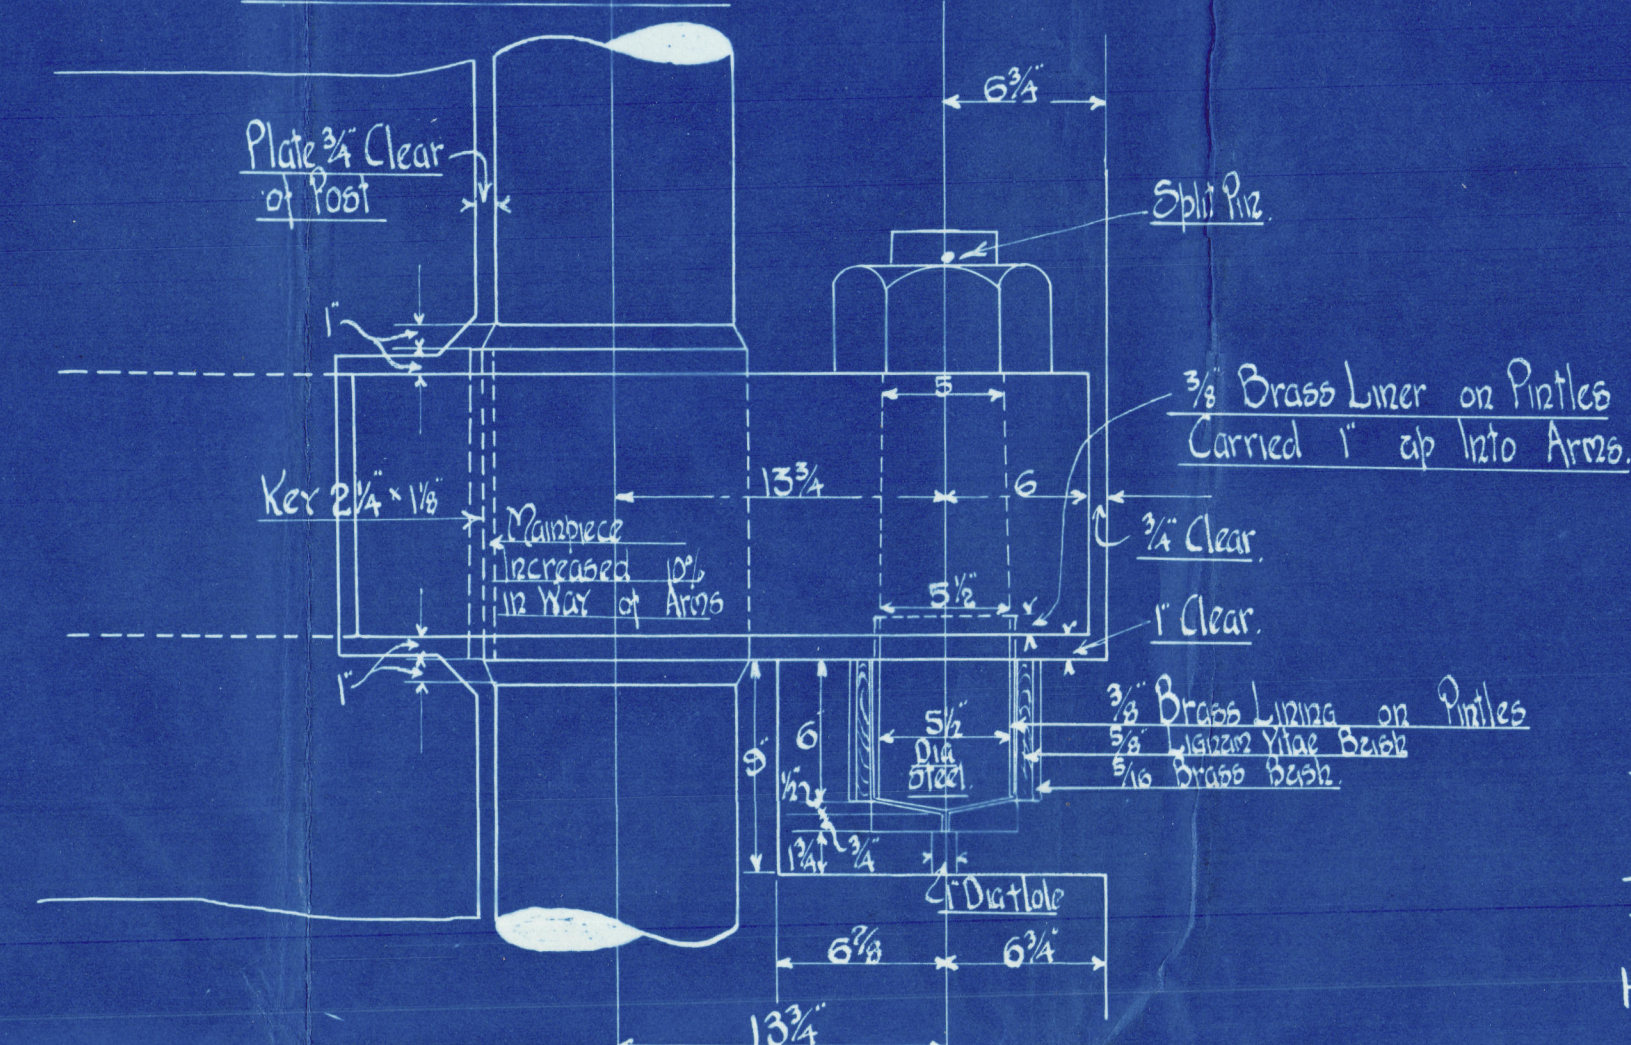 6¾"
Plate ¾" Clear
of Post
Split Pin.
1"
5
⅜" Brass Liner on Pintles
Carried 1" up Into Arms.
13¾
6
Key 2¼" × 1⅛"
Mainpiece
Increased 10%
in Way of Arms
¾" Clear.
5½"
1" Clear.
1"
⅜" Brass Lining on Pintles
⅝" Lignum Vitae Bush
5/16 Brass Bush.
5½"
Dia
Steel.
6
9"
1½"
1¾
¾"
1" Dia Hole
6⅞
6¾"
13¾"